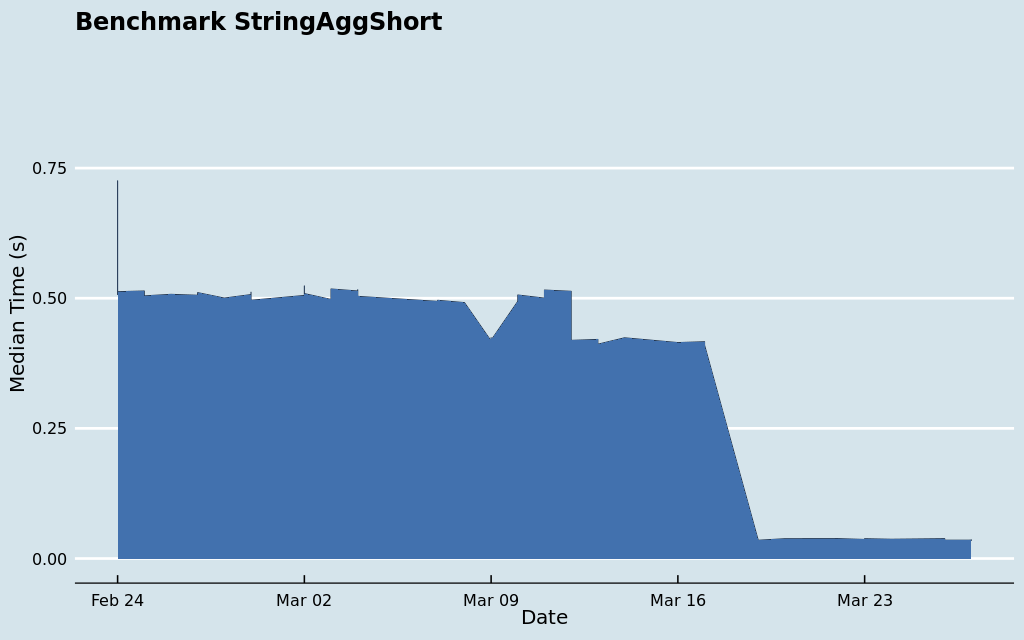 Benchmark StringAggShort
Median Time (s)
0.75
0.50
0.25
0.00
Feb 24 Mar 02 Mar 09 Mar 16 Mar 23
Date